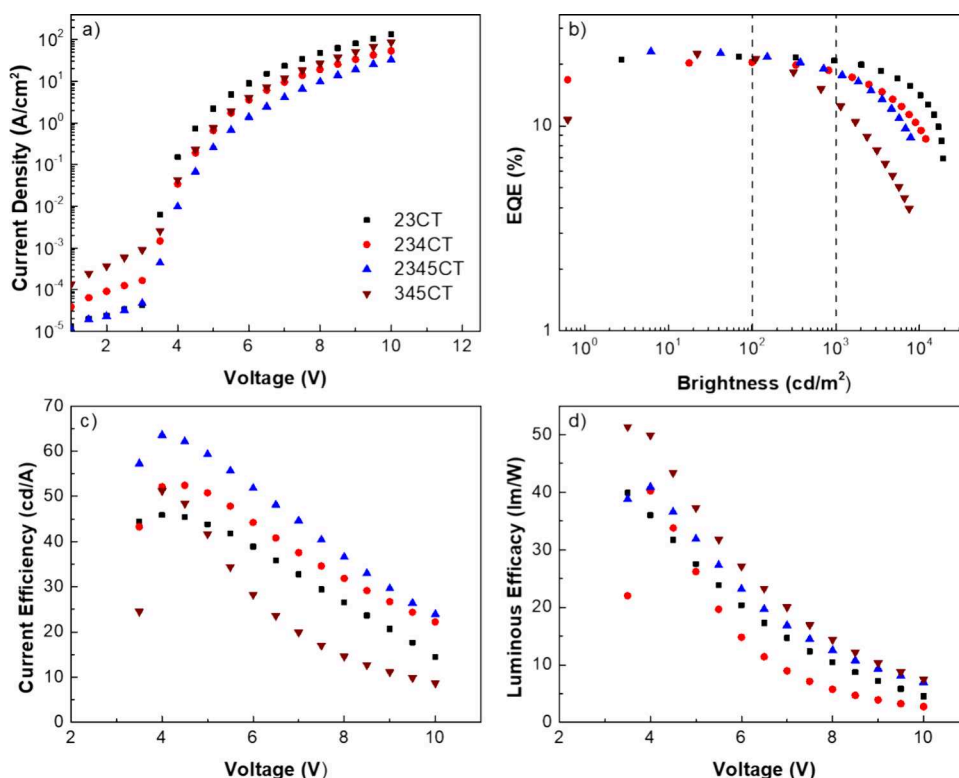 a)
Current Density (A/cm²)
10²
10¹
10⁰
10⁻¹
10⁻²
10⁻³
10⁻⁴
10⁻⁵
23CT
234CT
2345CT
345CT
2 4 6 8 10 12
Voltage (V)
b)
EQE (%)
10
1
10⁰ 10¹ 10² 10³ 10⁴
Brightness (cd/m²)
c)
Current Efficiency (cd/A)
70
60
50
40
30
20
10
0
2 4 6 8 10
Voltage (V)
d)
Luminous Efficacy (lm/W)
50
40
30
20
10
0
2 4 6 8 10
Voltage (V)